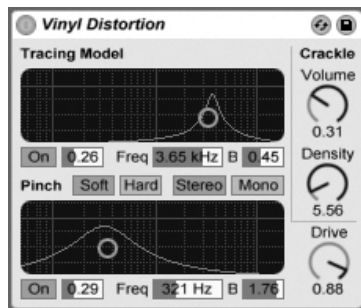 Vinyl Distortion
Tracing Model
Crackle
Volume
0.31
On 0.26 Freq 3.65 kHz B 0.45
Density
5.56
Pinch Soft Hard Stereo Mono
Drive
0.88
On 0.29 Freq 321 Hz B 1.76